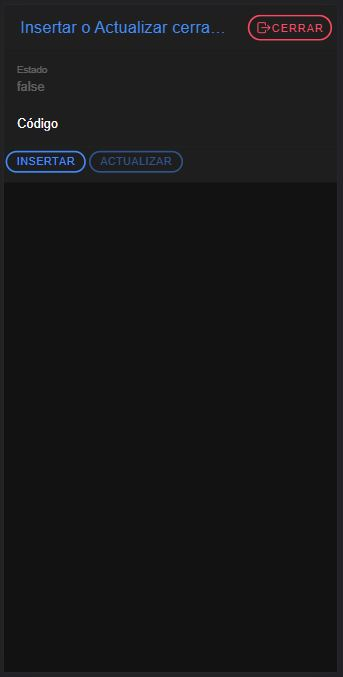 Insertar o Actualizar cerra...
CERRAR
Estado
false
Código
INSERTAR
ACTUALIZAR